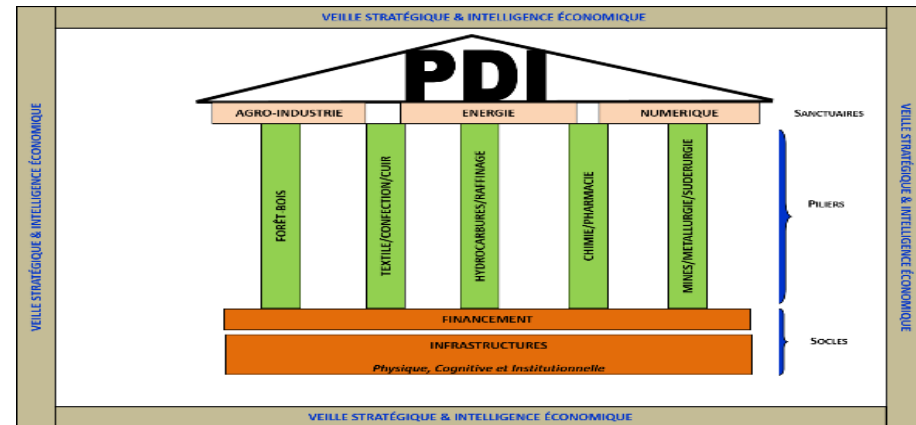 VEILLE STRATÉGIQUE & INTELLIGENCE ÉCONOMIQUE
PDI
AGRO-INDUSTRIE
ENERGIE
NUMERIQUE
SANCTUAIRES
VEILLE STRATÉGIQUE & INTELLIGENCE ÉCONOMIQUE
FORÊT-BOIS
TEXTILE/CONFECTION/CUIR
HYDROCARBURES/RAFFINAGE
CHIMIE/PHARMACIE
MINES/METALLURGIE/SUDERURGIE
PILIERS
VEILLE STRATÉGIQUE & INTELLIGENCE ÉCONOMIQUE
FINANCEMENT
INFRASTRUCTURES
Physique, Cognitive et Institutionnelle
SOCLES
VEILLE STRATÉGIQUE & INTELLIGENCE ÉCONOMIQUE